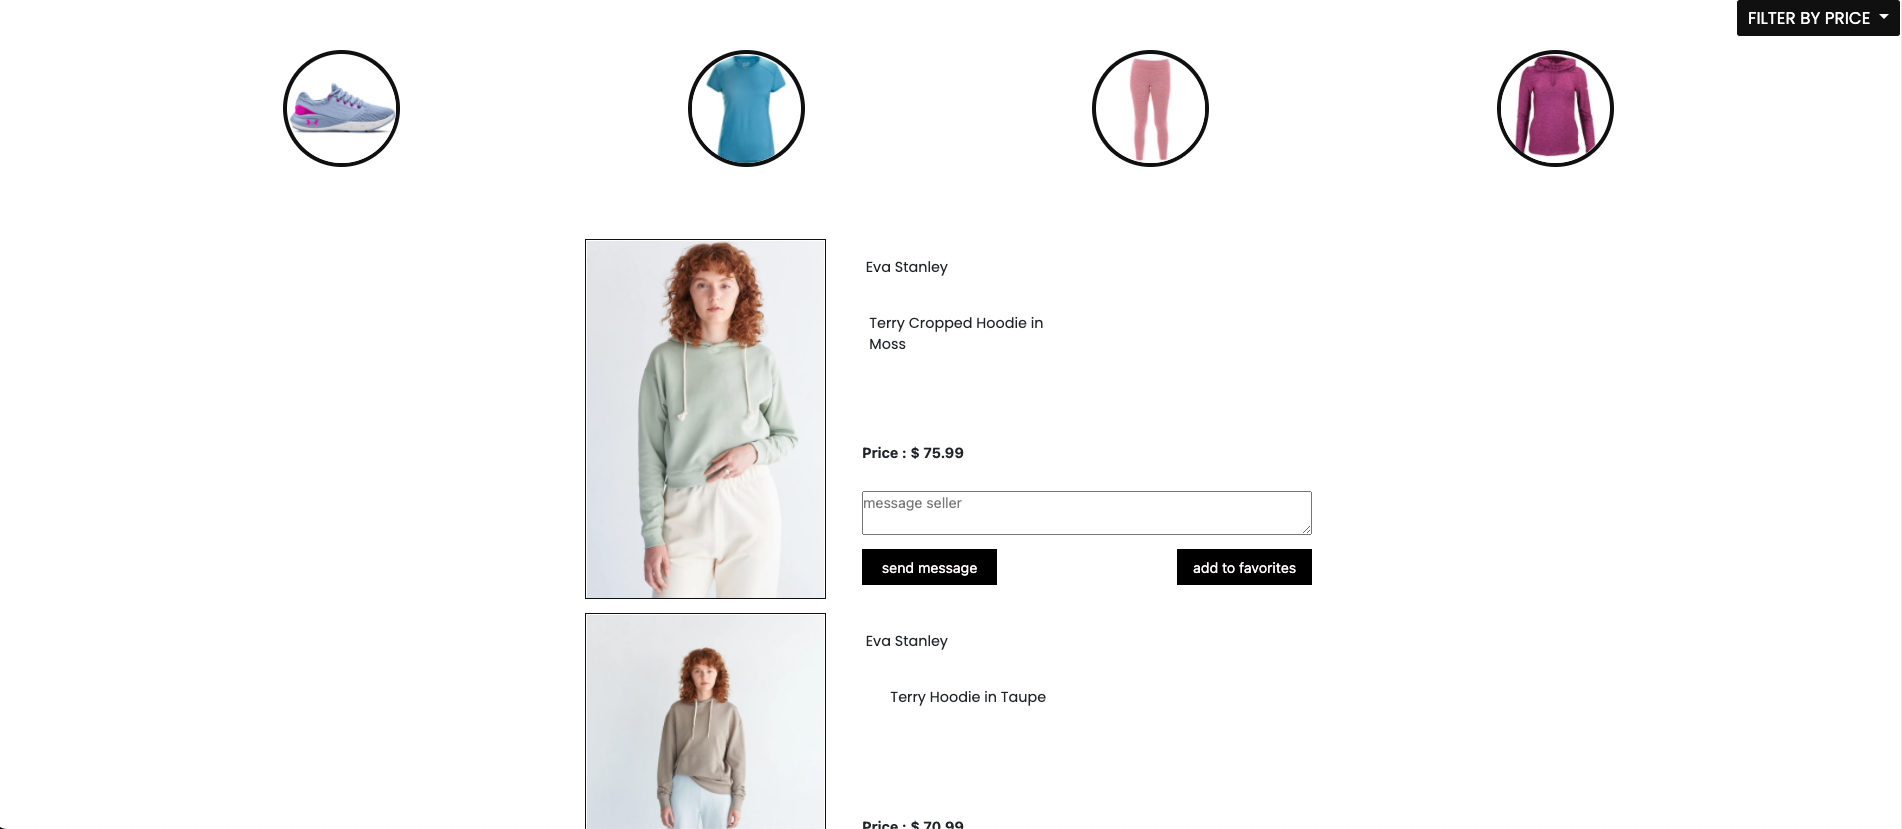 FILTER BY PRICE
Eva Stanley
Terry Cropped Hoodie in
Moss
Price : $ 75.99
message seller
send message
add to favorites
Eva Stanley
Terry Hoodie in Taupe
Price : $ 70.99